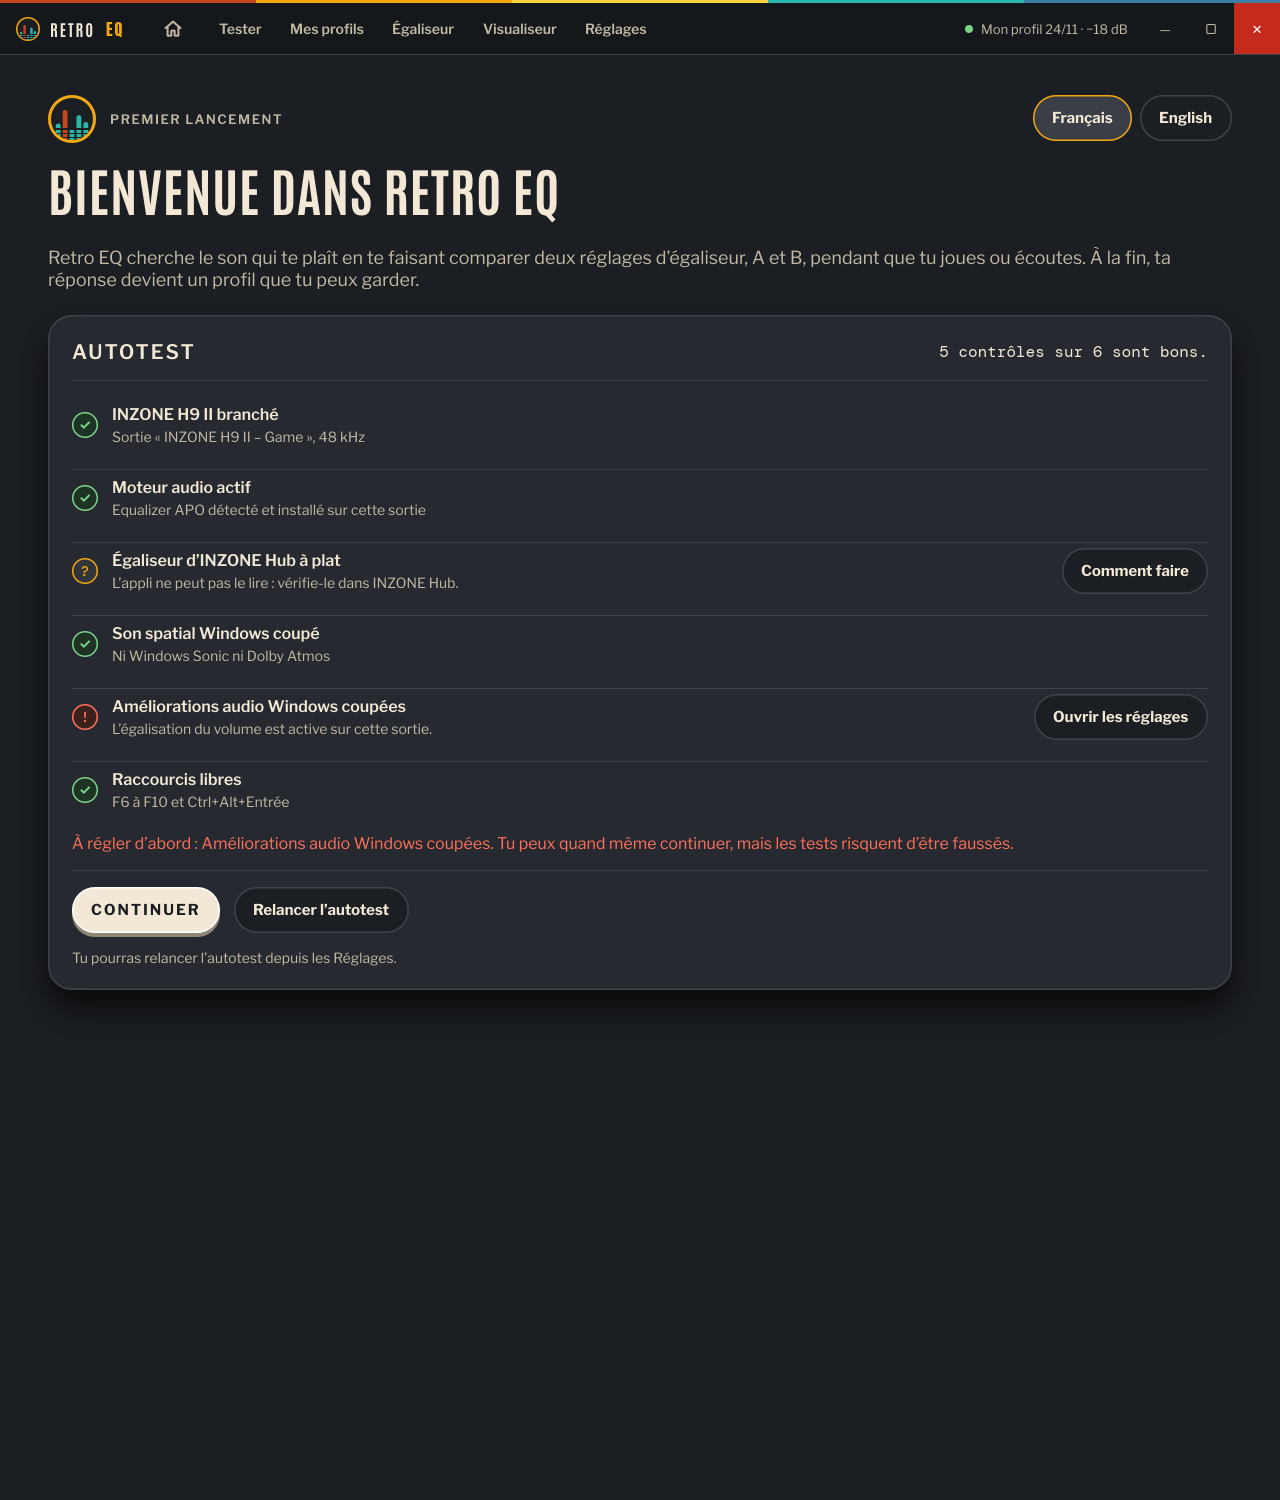 RETRO EQ
Tester
Mes profils
Égaliseur
Visualiseur
Réglages
Mon profil 24/11 · −18 dB
PREMIER LANCEMENT
Français
English
BIENVENUE DANS RETRO EQ
Retro EQ cherche le son qui te plaît en te faisant comparer deux réglages d’égaliseur, A et B, pendant que tu joues ou écoutes. À la fin, ta
réponse devient un profil que tu peux garder.
AUTOTEST
5 contrôles sur 6 sont bons.
INZONE H9 II branché
Sortie « INZONE H9 II – Game », 48 kHz
Moteur audio actif
Equalizer APO détecté et installé sur cette sortie
?
Égaliseur d’INZONE Hub à plat
L’appli ne peut pas le lire : vérifie-le dans INZONE Hub.
Comment faire
Son spatial Windows coupé
Ni Windows Sonic ni Dolby Atmos
!
Améliorations audio Windows coupées
L’égalisation du volume est active sur cette sortie.
Ouvrir les réglages
Raccourcis libres
F6 à F10 et Ctrl+Alt+Entrée
À régler d’abord : Améliorations audio Windows coupées. Tu peux quand même continuer, mais les tests risquent d’être faussés.
CONTINUER
Relancer l’autotest
Tu pourras relancer l’autotest depuis les Réglages.